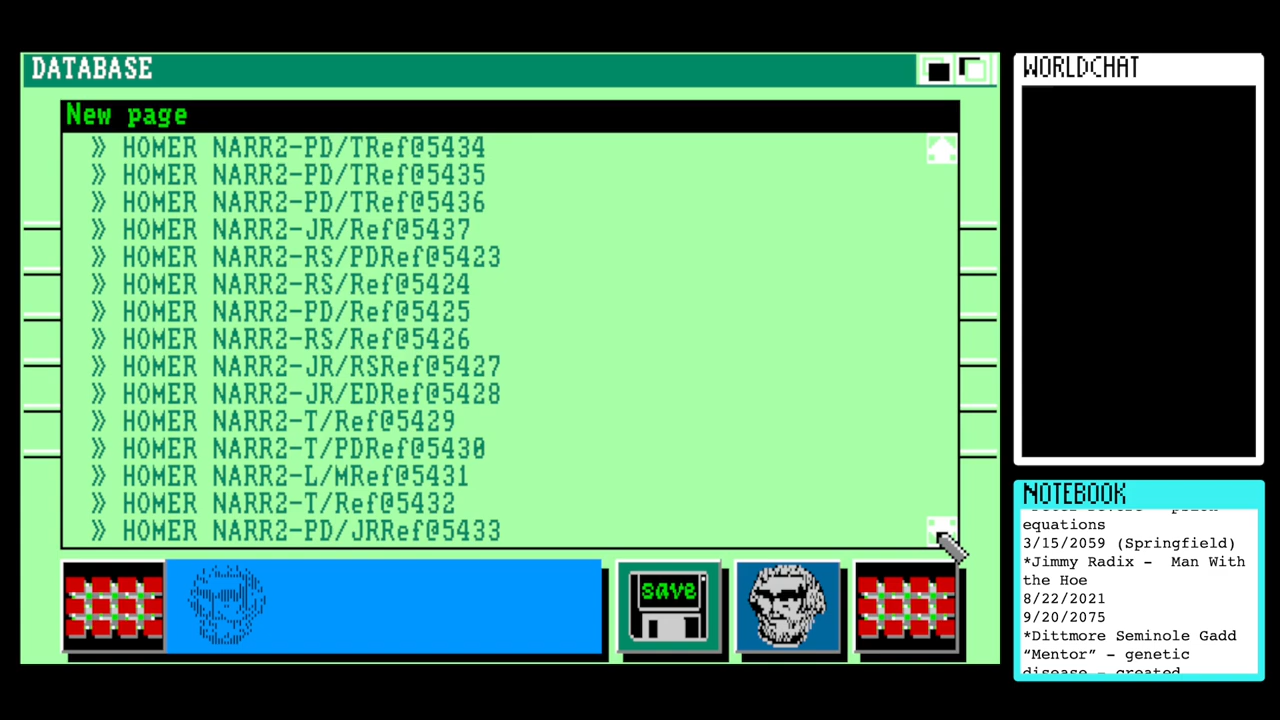 DATABASE
New page
» HOMER NARR2-PD/TRef@5434
» HOMER NARR2-PD/TRef@5435
» HOMER NARR2-PD/TRef@5436
» HOMER NARR2-JR/Ref@5437
» HOMER NARR2-RS/PDRef@5423
» HOMER NARR2-RS/Ref@5424
» HOMER NARR2-PD/Ref@5425
» HOMER NARR2-RS/Ref@5426
» HOMER NARR2-JR/RSRef@5427
» HOMER NARR2-JR/EDRef@5428
» HOMER NARR2-T/Ref@5429
» HOMER NARR2-T/PDRef@5430
» HOMER NARR2-L/MRef@5431
» HOMER NARR2-T/Ref@5432
» HOMER NARR2-PD/JRRef@5433
save
WORLDCHAT
NOTEBOOK
equations
3/15/2059 (Springfield)
*Jimmy Radix - Man With
the Hoe
8/22/2021
9/20/2075
*Dittmore Seminole Gadd
“Mentor” - genetic
disease - created